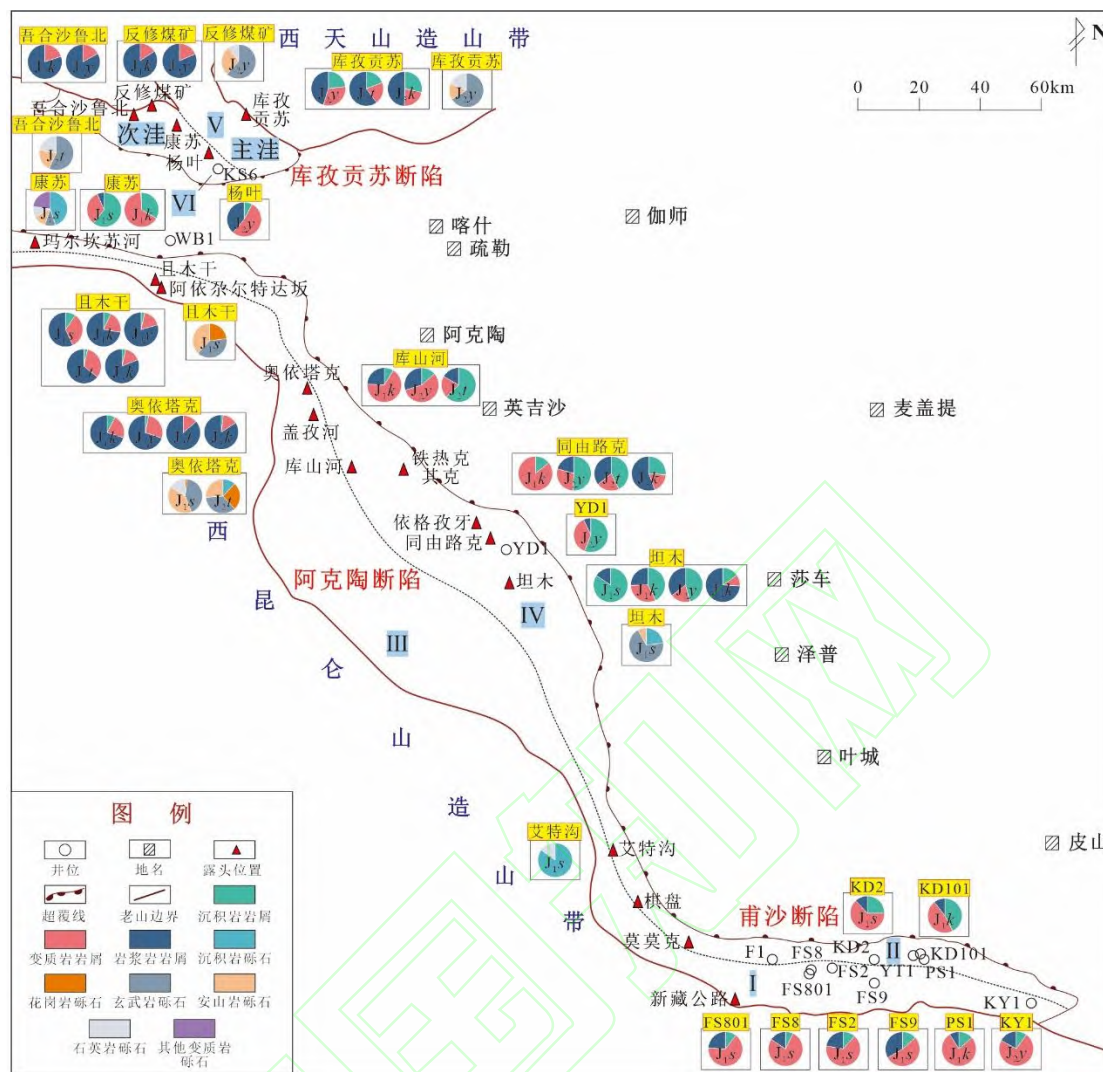 吾合沙鲁北
反修煤矿
反修煤矿
西天山造山带
N
J₁k
J₂y
J₁k
J₂y
J₂y
库孜贡苏
库孜贡苏
0 20 40 60km
反修煤矿
吾合沙鲁北
库孜
贡苏
吾合沙鲁北
次洼
V
主洼
康苏
杨叶
KS6
库孜贡苏断陷
康苏
康苏
VI
杨叶
伽师
喀什
疏勒
玛尔坎苏河
WB1
且木干
阿依尕尔特达坂
且木干
且木干
阿克陶
库山河
奥依塔克
英吉沙
麦盖提
奥依塔克
盖孜河
库山河
铁热克
其克
同由路克
奥依塔克
依格孜牙
同由路克
YD1
YD1
西
昆
仑
山
造
山
带
阿克陶断陷
坦木
坦木
莎车
IV
坦木
III
泽普
叶城
艾特沟
J₁s
艾特沟
皮山
棋盘
甫沙断陷
KD2
KD101
莫莫克
F1
FS8
KD2
II
KD101
FS801
FS2
YT1
PS1
I
FS9
新藏公路
KY1
FS801
FS8
FS2
FS9
PS1
KY1
图例
井位
地名
露头位置
超覆线
老山边界
沉积岩岩屑
变质岩岩屑
岩浆岩岩屑
沉积岩砾石
花岗岩砾石
玄武岩砾石
安山岩砾石
石英岩砾石
其他变质岩
砾石